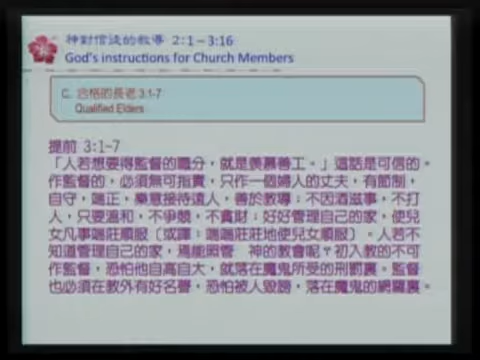 神對信徒的教導 2:1-3:16
God's instructions for Church Members
C. 合格的長老 3:1-7
Qualified Elders
提前 3:1-7
「人若想要得監督的職分，就是羨慕善工。」這話是可信的。
作監督的，必須無可指責，只作一個婦人的丈夫，有節制，
自守，端正，樂意接待遠人，善於教導；不因酒滋事，不打
人，只要溫和，不爭競，不貪財；好好管理自己的家，使兒
女凡事端莊順服〔或譯：端端莊莊地使兒女順服〕。人若不
知道管理自己的家，焉能照管 神的教會呢？初入教的不可
作監督，恐怕他自高自大，就落在魔鬼所受的刑罰裏。監督
也必須在教外有好名聲，恐怕被人毀謗，落在魔鬼的網羅裏。